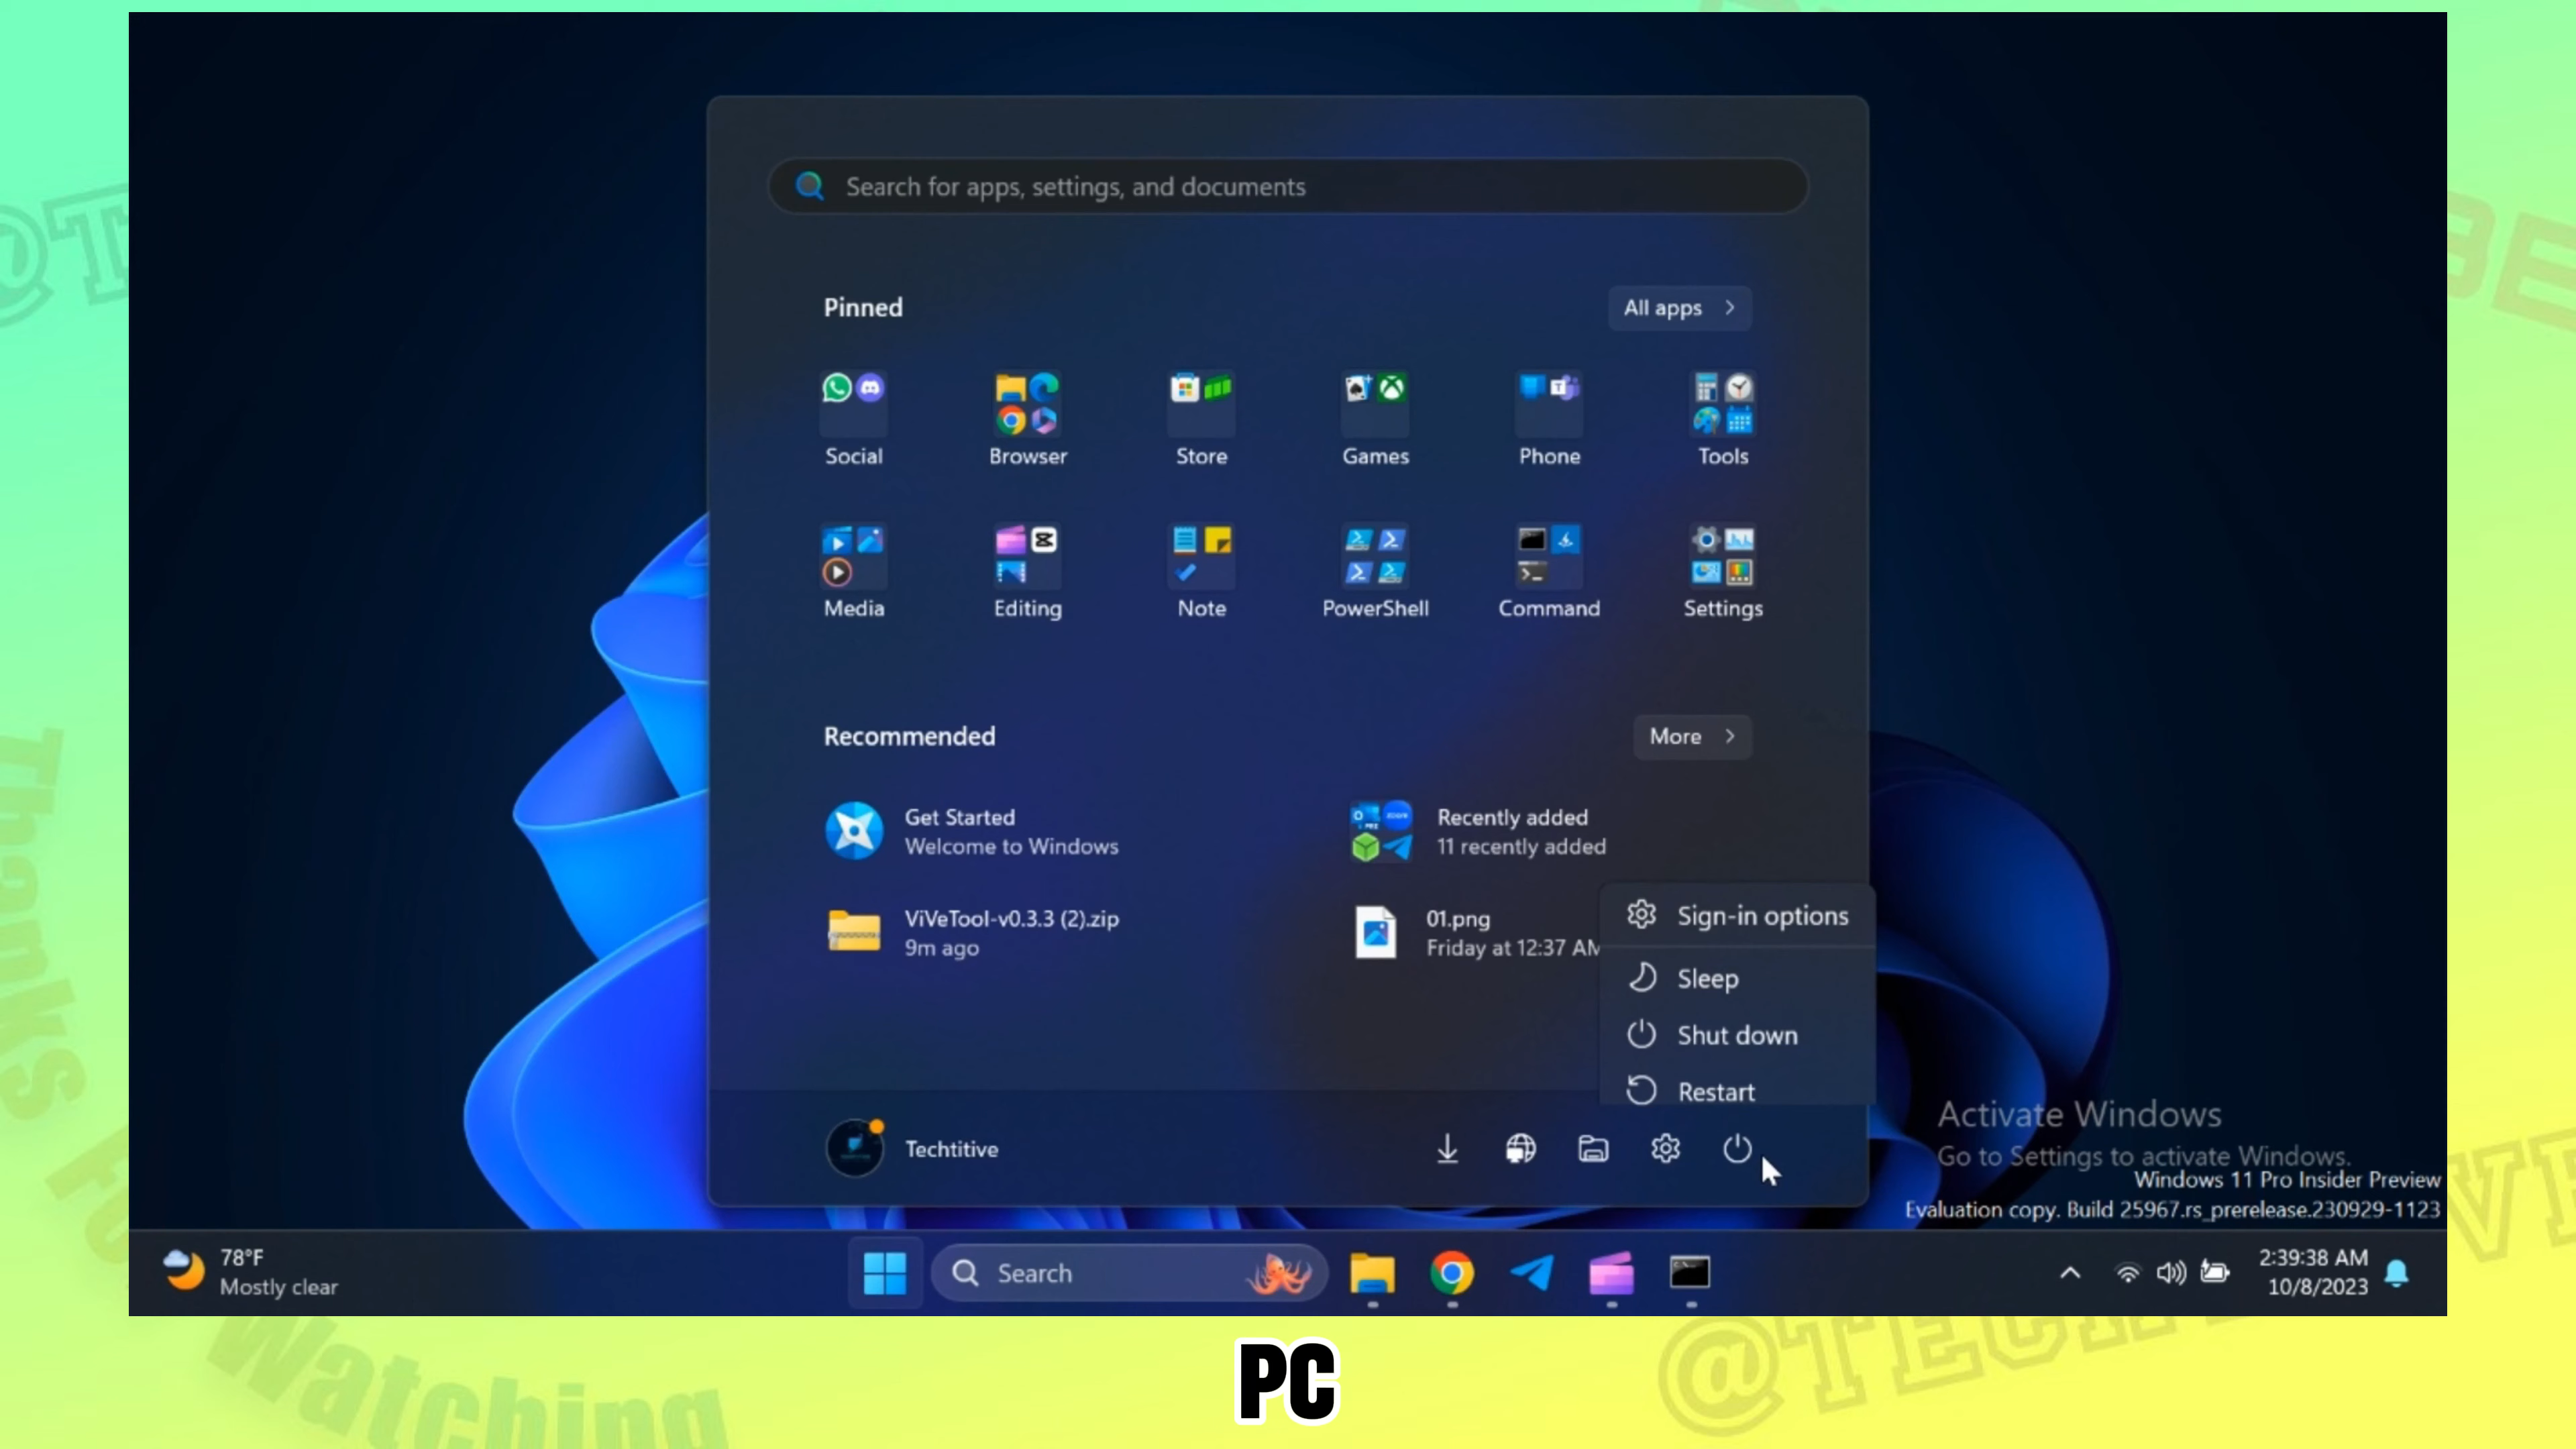 Search for apps, settings, and documents
Pinned
All apps
Social
Browser
Store
Games
Phone
Tools
Media
Editing
Note
PowerShell
Command
Settings
Recommended
More
Get Started
Welcome to Windows
Recently added
11 recently added
ViVeTool-v0.3.3 (2).zip
9m ago
01.png
Friday at 12:37 AM
Sign-in options
Sleep
Shut down
Restart
Techtitive
Activate Windows
Go to Settings to activate Windows.
Windows 11 Pro Insider Preview
Evaluation copy. Build 25967.rs_prerelease.230929-1123
78°F
Mostly clear
Search
2:39:38 AM
10/8/2023
PC
Thanks
Watching